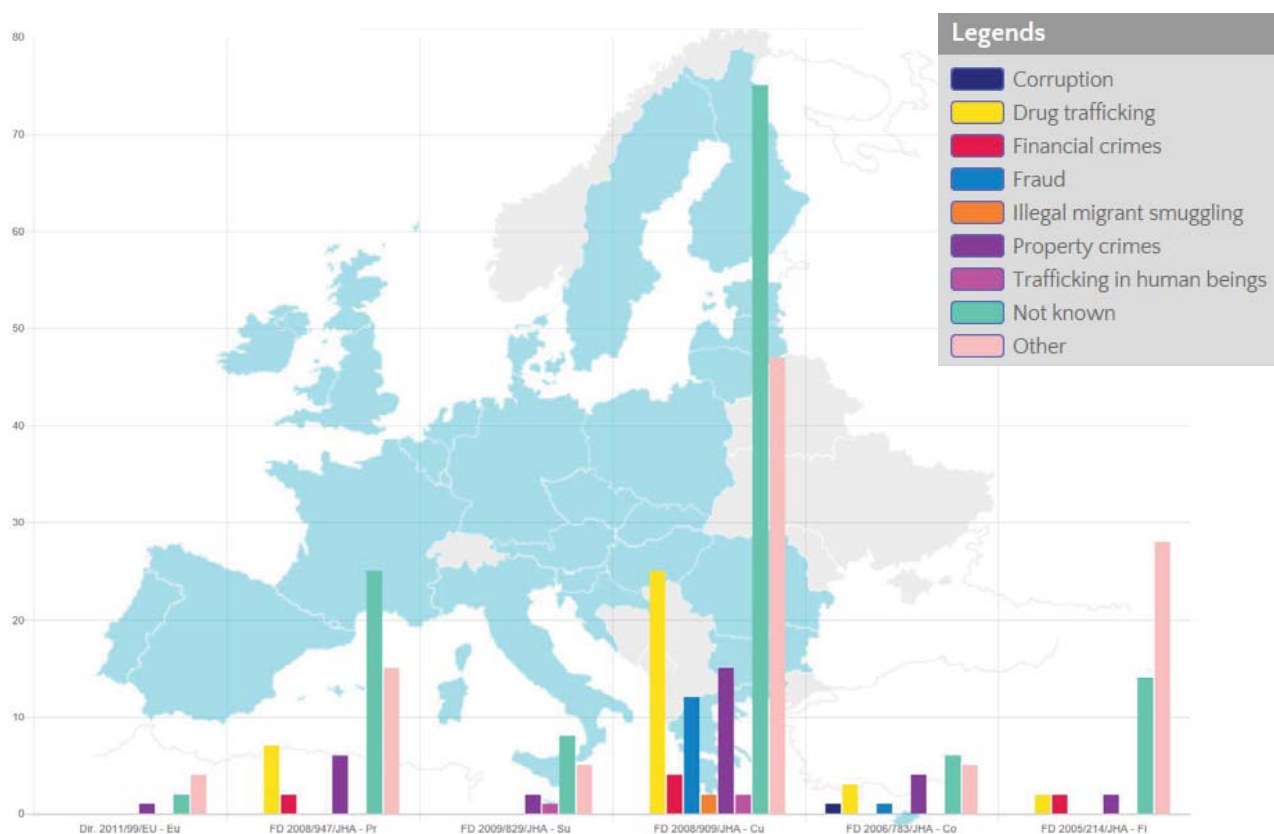 80
70
60
50
40
30
20
10
0
Dir. 2011/99/EU - Eu
FD 2008/947/JHA - Pr
FD 2009/829/JHA - Su
FD 2008/909/JHA - Cu
FD 2006/783/JHA - Co
FD 2005/214/JHA - FI
Legends
Corruption
Drug trafficking
Financial crimes
Fraud
Illegal migrant smuggling
Property crimes
Trafficking in human beings
Not known
Other